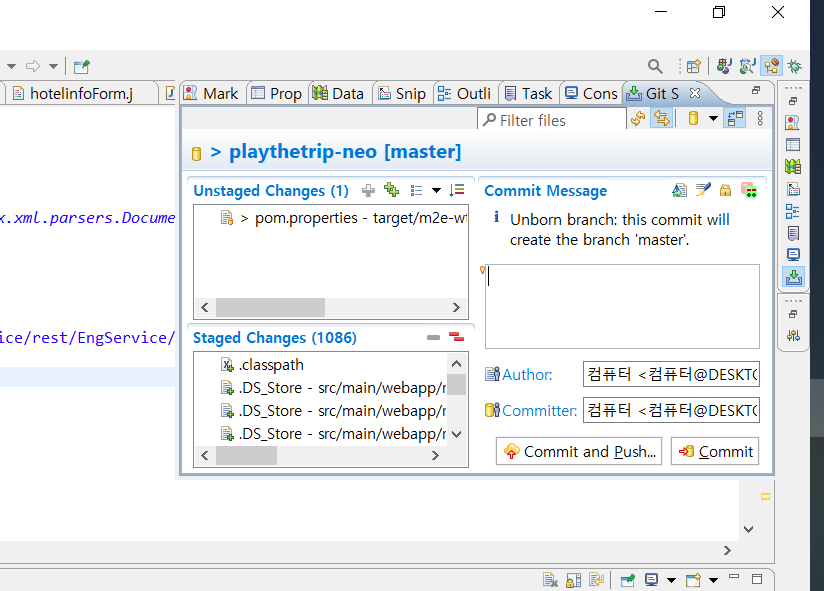 hotelinfoForm.j
Mark
Prop
Data
Snip
Outli
Task
Cons
Git S
Filter files
> playthetrip-neo [master]
Unstaged Changes (1)
> pom.properties - target/m2e-wt
Commit Message
Unborn branch: this commit will
create the branch 'master'.
x.xml.parsers.Docume
ice/rest/EngService/
Staged Changes (1086)
.classpath
.DS_Store - src/main/webapp/r
.DS_Store - src/main/webapp/r
.DS_Store - src/main/webapp/r
Author:
컴퓨터 <컴퓨터@DESKTO
Committer:
컴퓨터 <컴퓨터@DESKTO
Commit and Push...
Commit